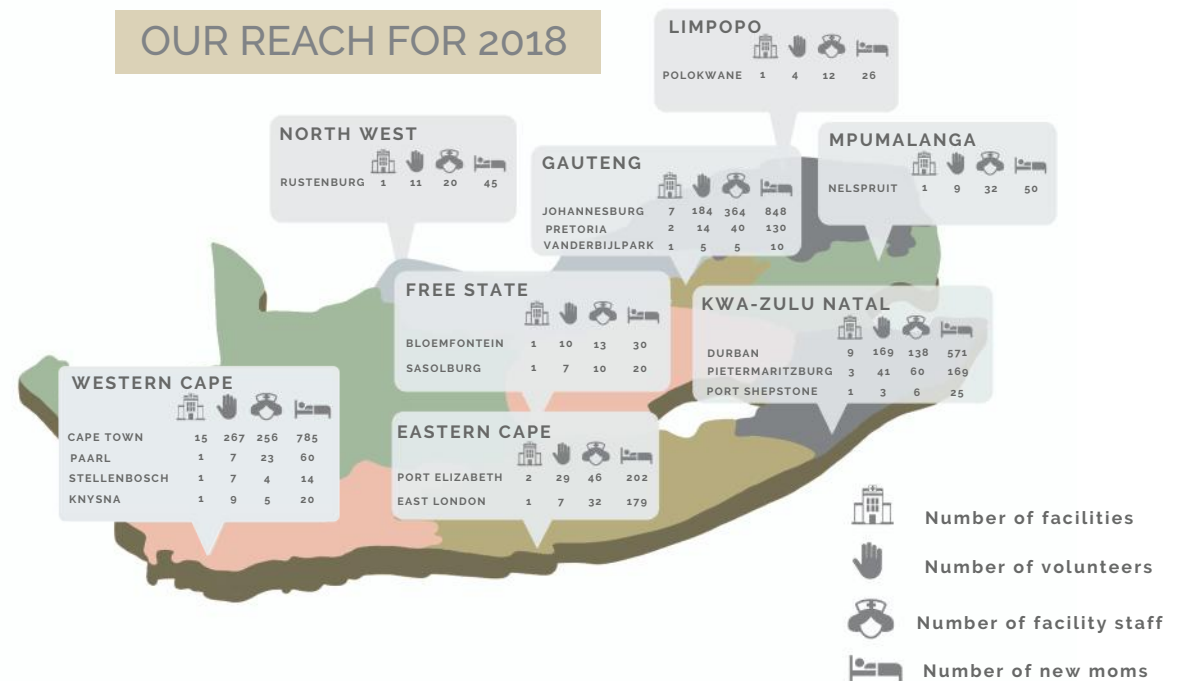 OUR REACH FOR 2018
LIMPOPO
POLOKWANE 1 4 12 26
NORTH WEST
RUSTENBURG 1 11 20 45
GAUTENG
JOHANNESBURG 7 184 364 848
PRETORIA 2 14 40 130
VANDERBIJLPARK 1 5 5 10
MPUMALANGA
NELSPRUIT 1 9 32 50
FREE STATE
BLOEMFONTEIN 1 10 13 30
SASOLBURG 1 7 10 20
KWA-ZULU NATAL
DURBAN 9 169 138 571
PIETERMARITZBURG 3 41 60 169
PORT SHEPSTONE 1 3 6 25
WESTERN CAPE
CAPE TOWN 15 267 256 785
PAARL 1 7 23 60
STELLENBOSCH 1 7 4 14
KNYSNA 1 9 5 20
EASTERN CAPE
PORT ELIZABETH 2 29 46 202
EAST LONDON 1 7 32 179
Number of facilities
Number of volunteers
Number of facility staff
Number of new moms